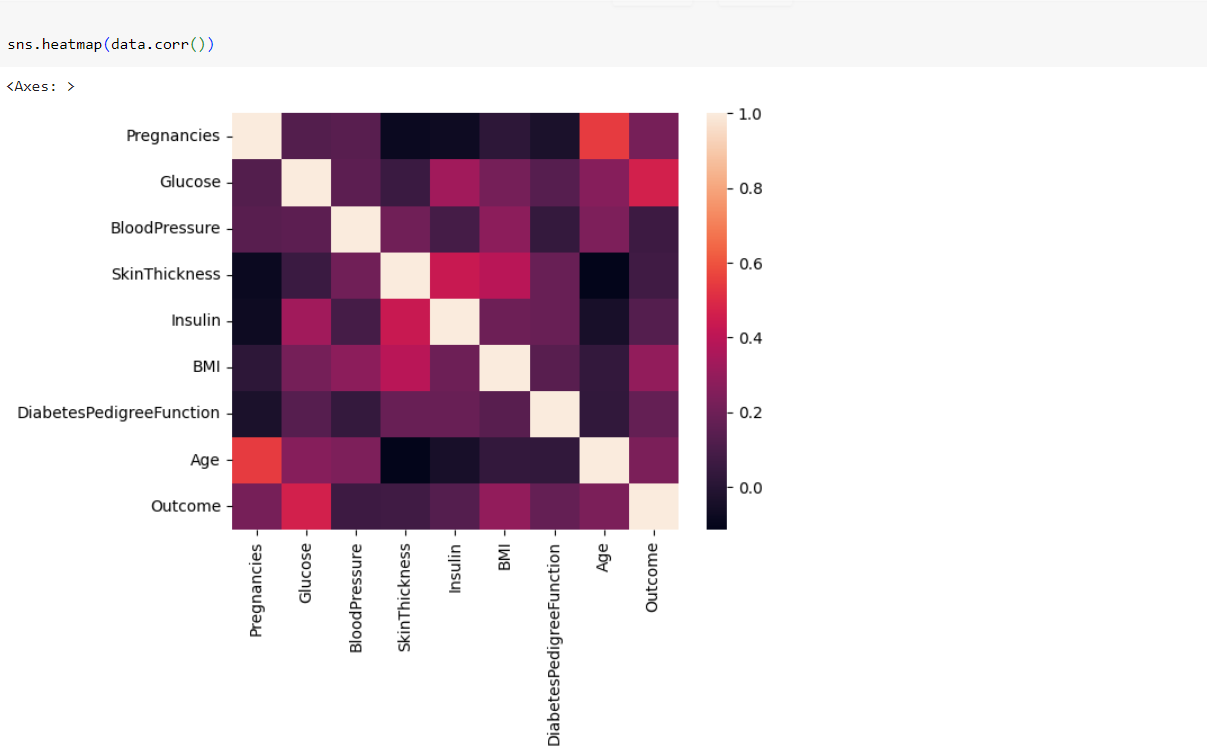 sns.heatmap(data.corr())
<Axes: >
Pregnancies
Glucose
BloodPressure
SkinThickness
Insulin
BMI
DiabetesPedigreeFunction
Age
Outcome
1.0
0.8
0.6
0.4
0.2
0.0
Pregnancies
Glucose
BloodPressure
SkinThickness
Insulin
BMI
DiabetesPedigreeFunction
Age
Outcome